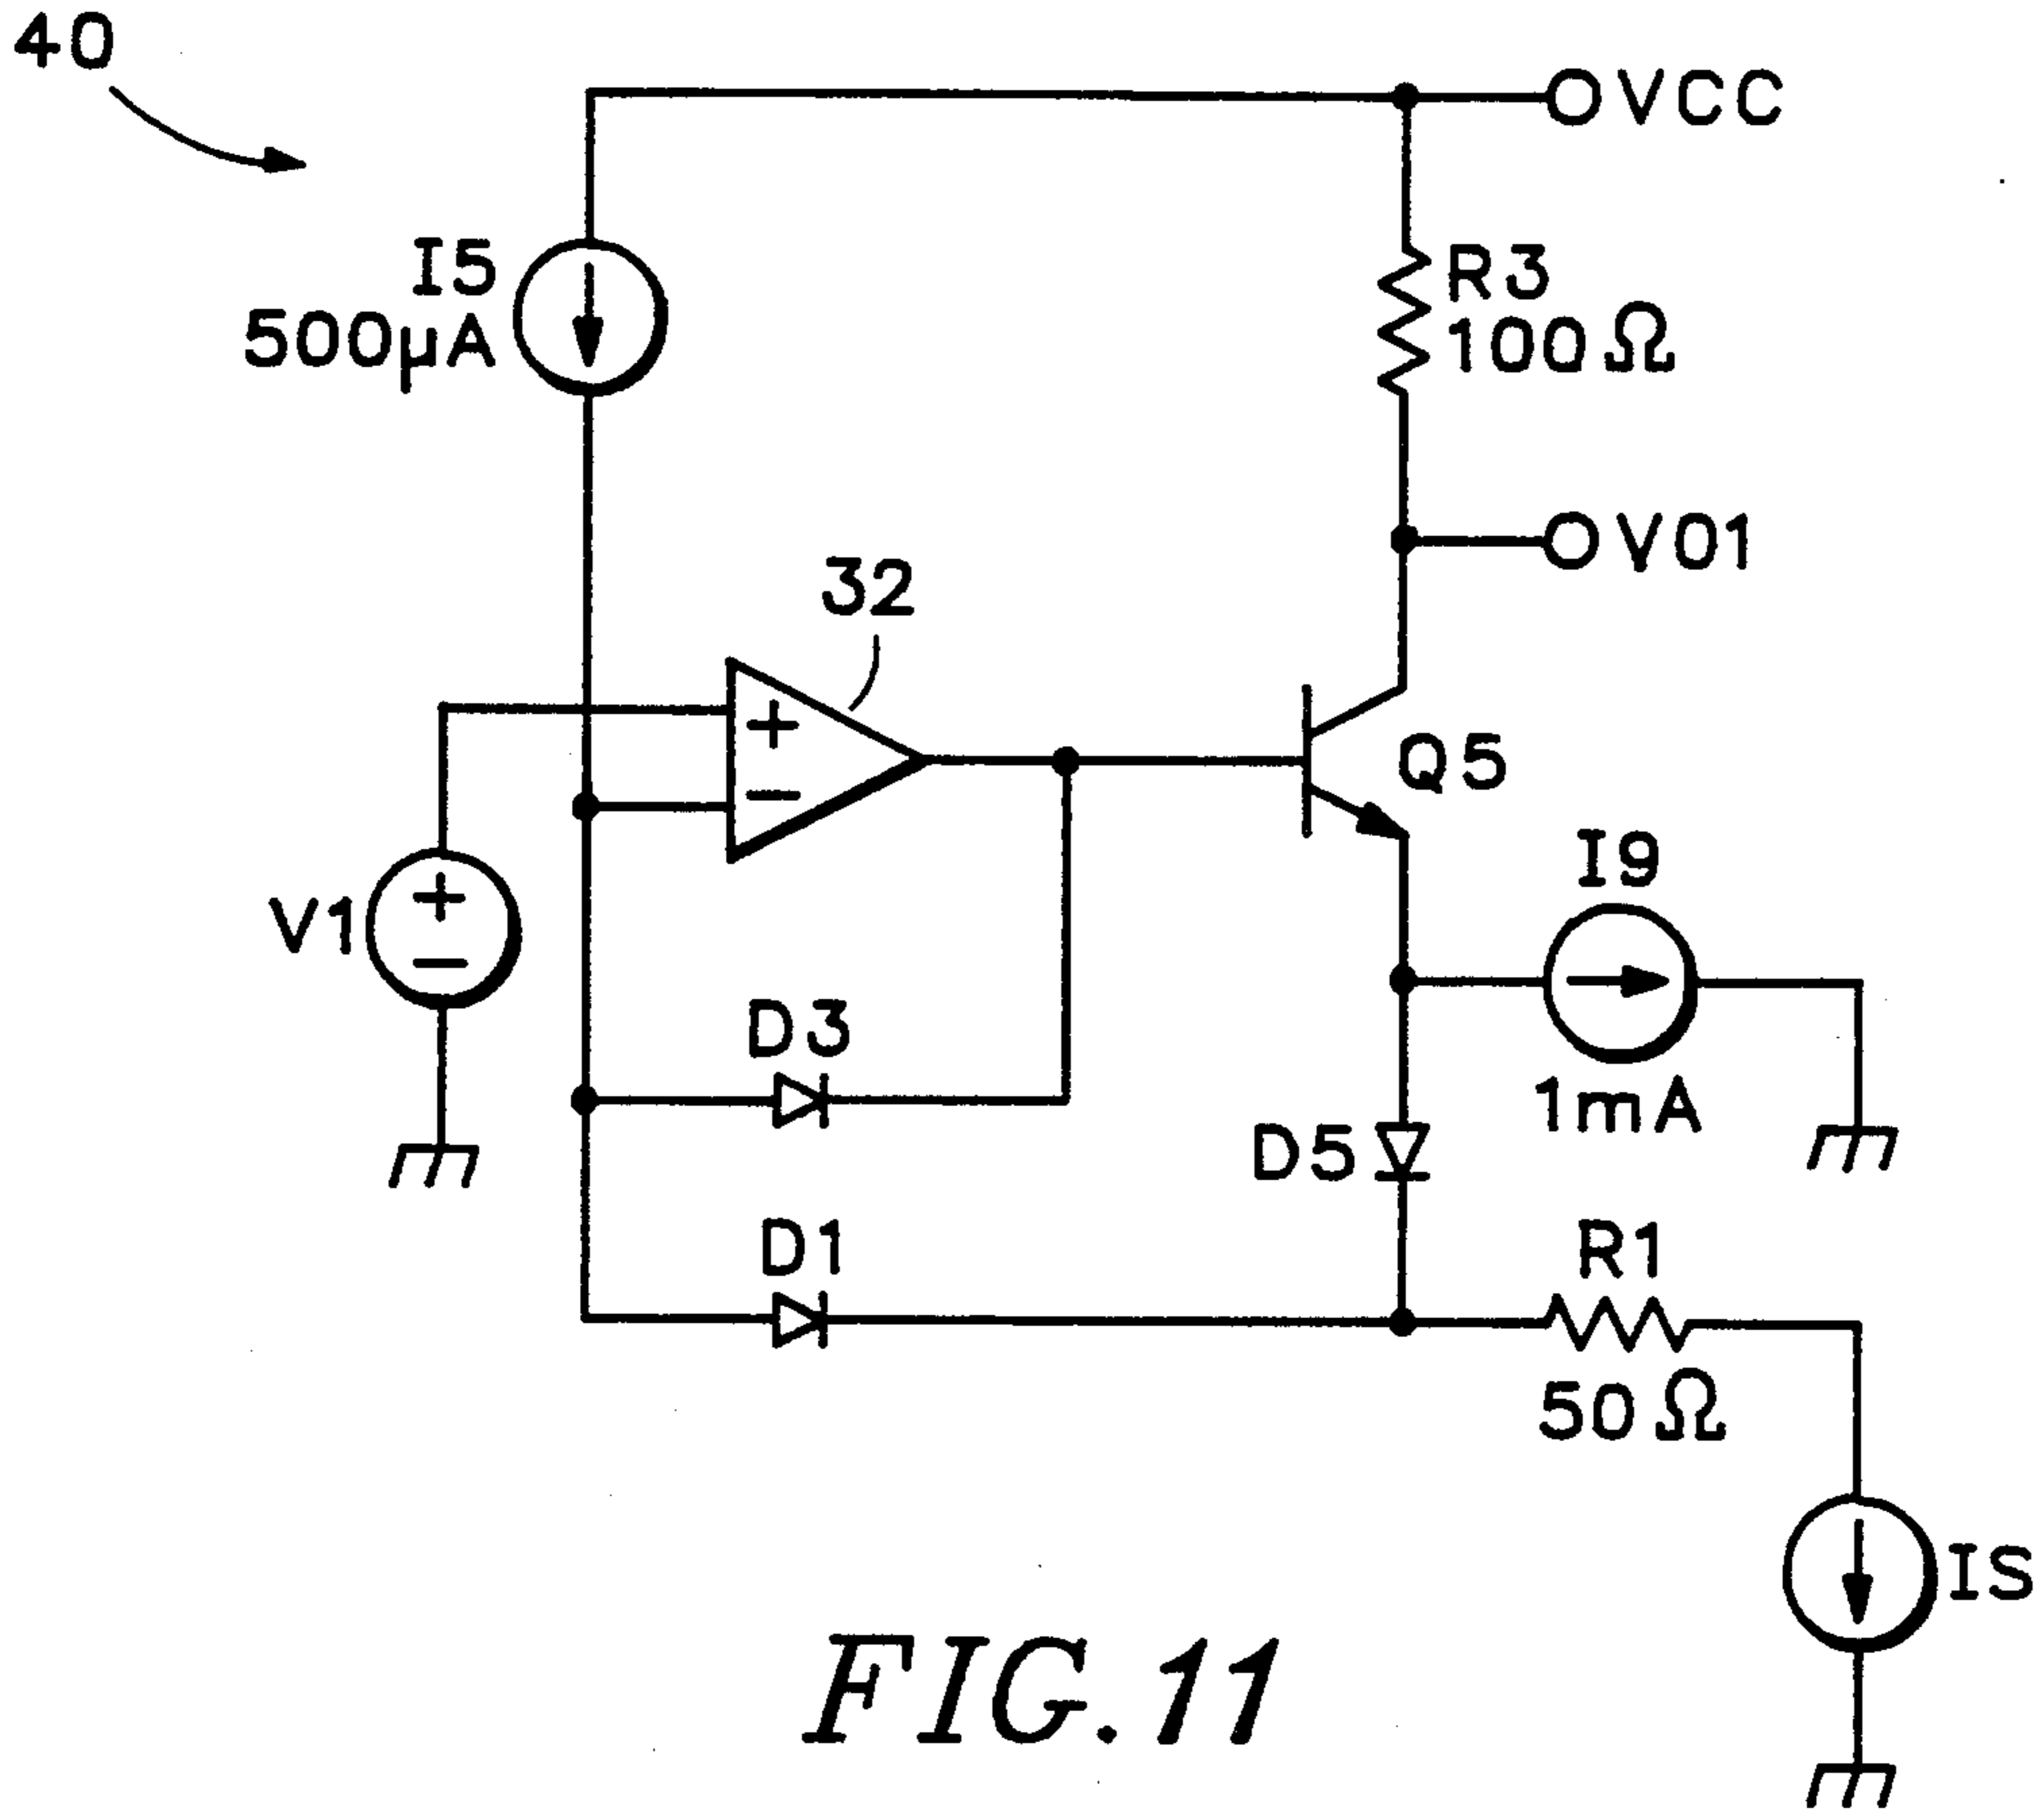 40
VCC
I5
500µA
R3
100Ω
VO1
32
+
−
Q5
I9
1mA
V1
+
−
D3
D5
D1
R1
50Ω
IS
FIG.11